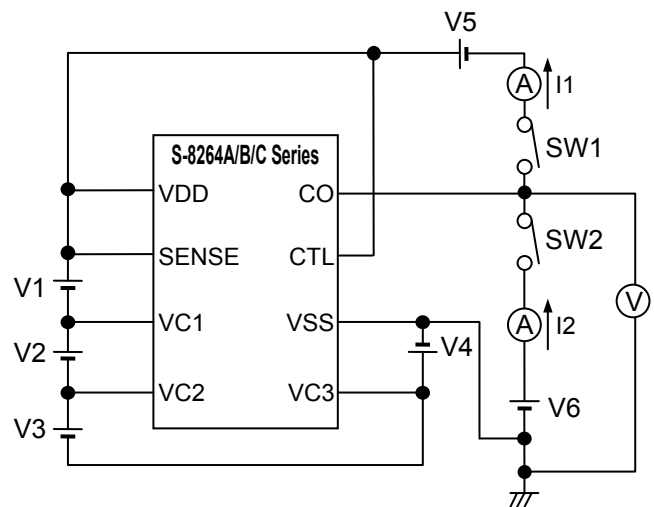 V5
A
I1
S-8264A/B/C Series
SW1
VDD
CO
SW2
SENSE
CTL
V1
V
VC1
VSS
A
I2
V2
V4
VC2
VC3
V6
V3